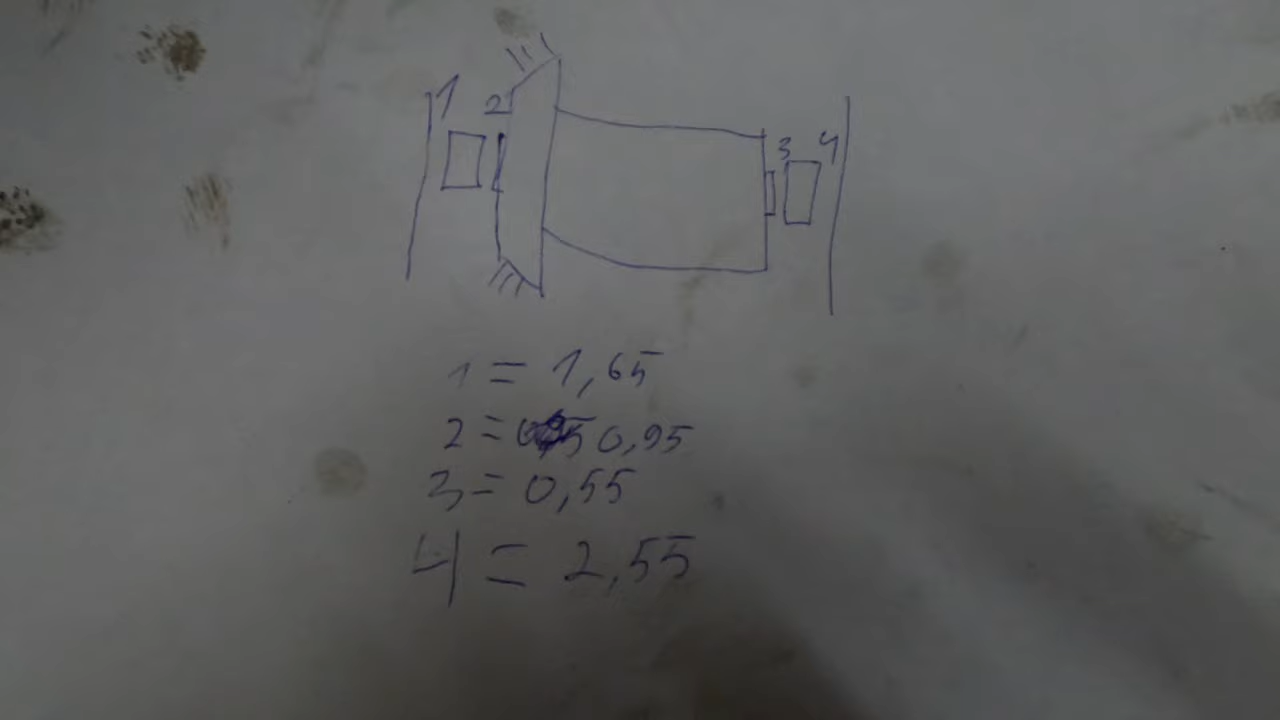 1
2
3 4
1 = 1,65
2 = 0,95
3 = 0,55
4 = 2,55